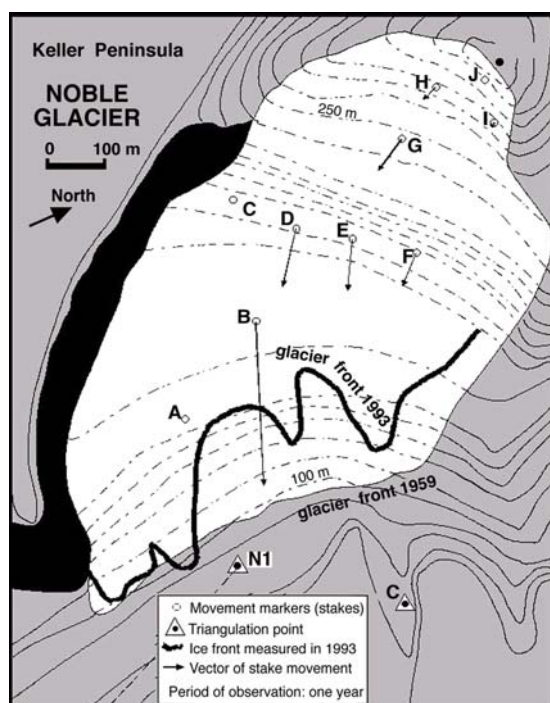 Keller Peninsula
NOBLE
GLACIER
0 100 m
North
250 m
H
J
I
G
C
D
E
F
B
glacier front 1993
A
100 m
glacier front 1959
N1
C
Movement markers (stakes)
Triangulation point
Ice front measured in 1993
Vector of stake movement
Period of observation: one year